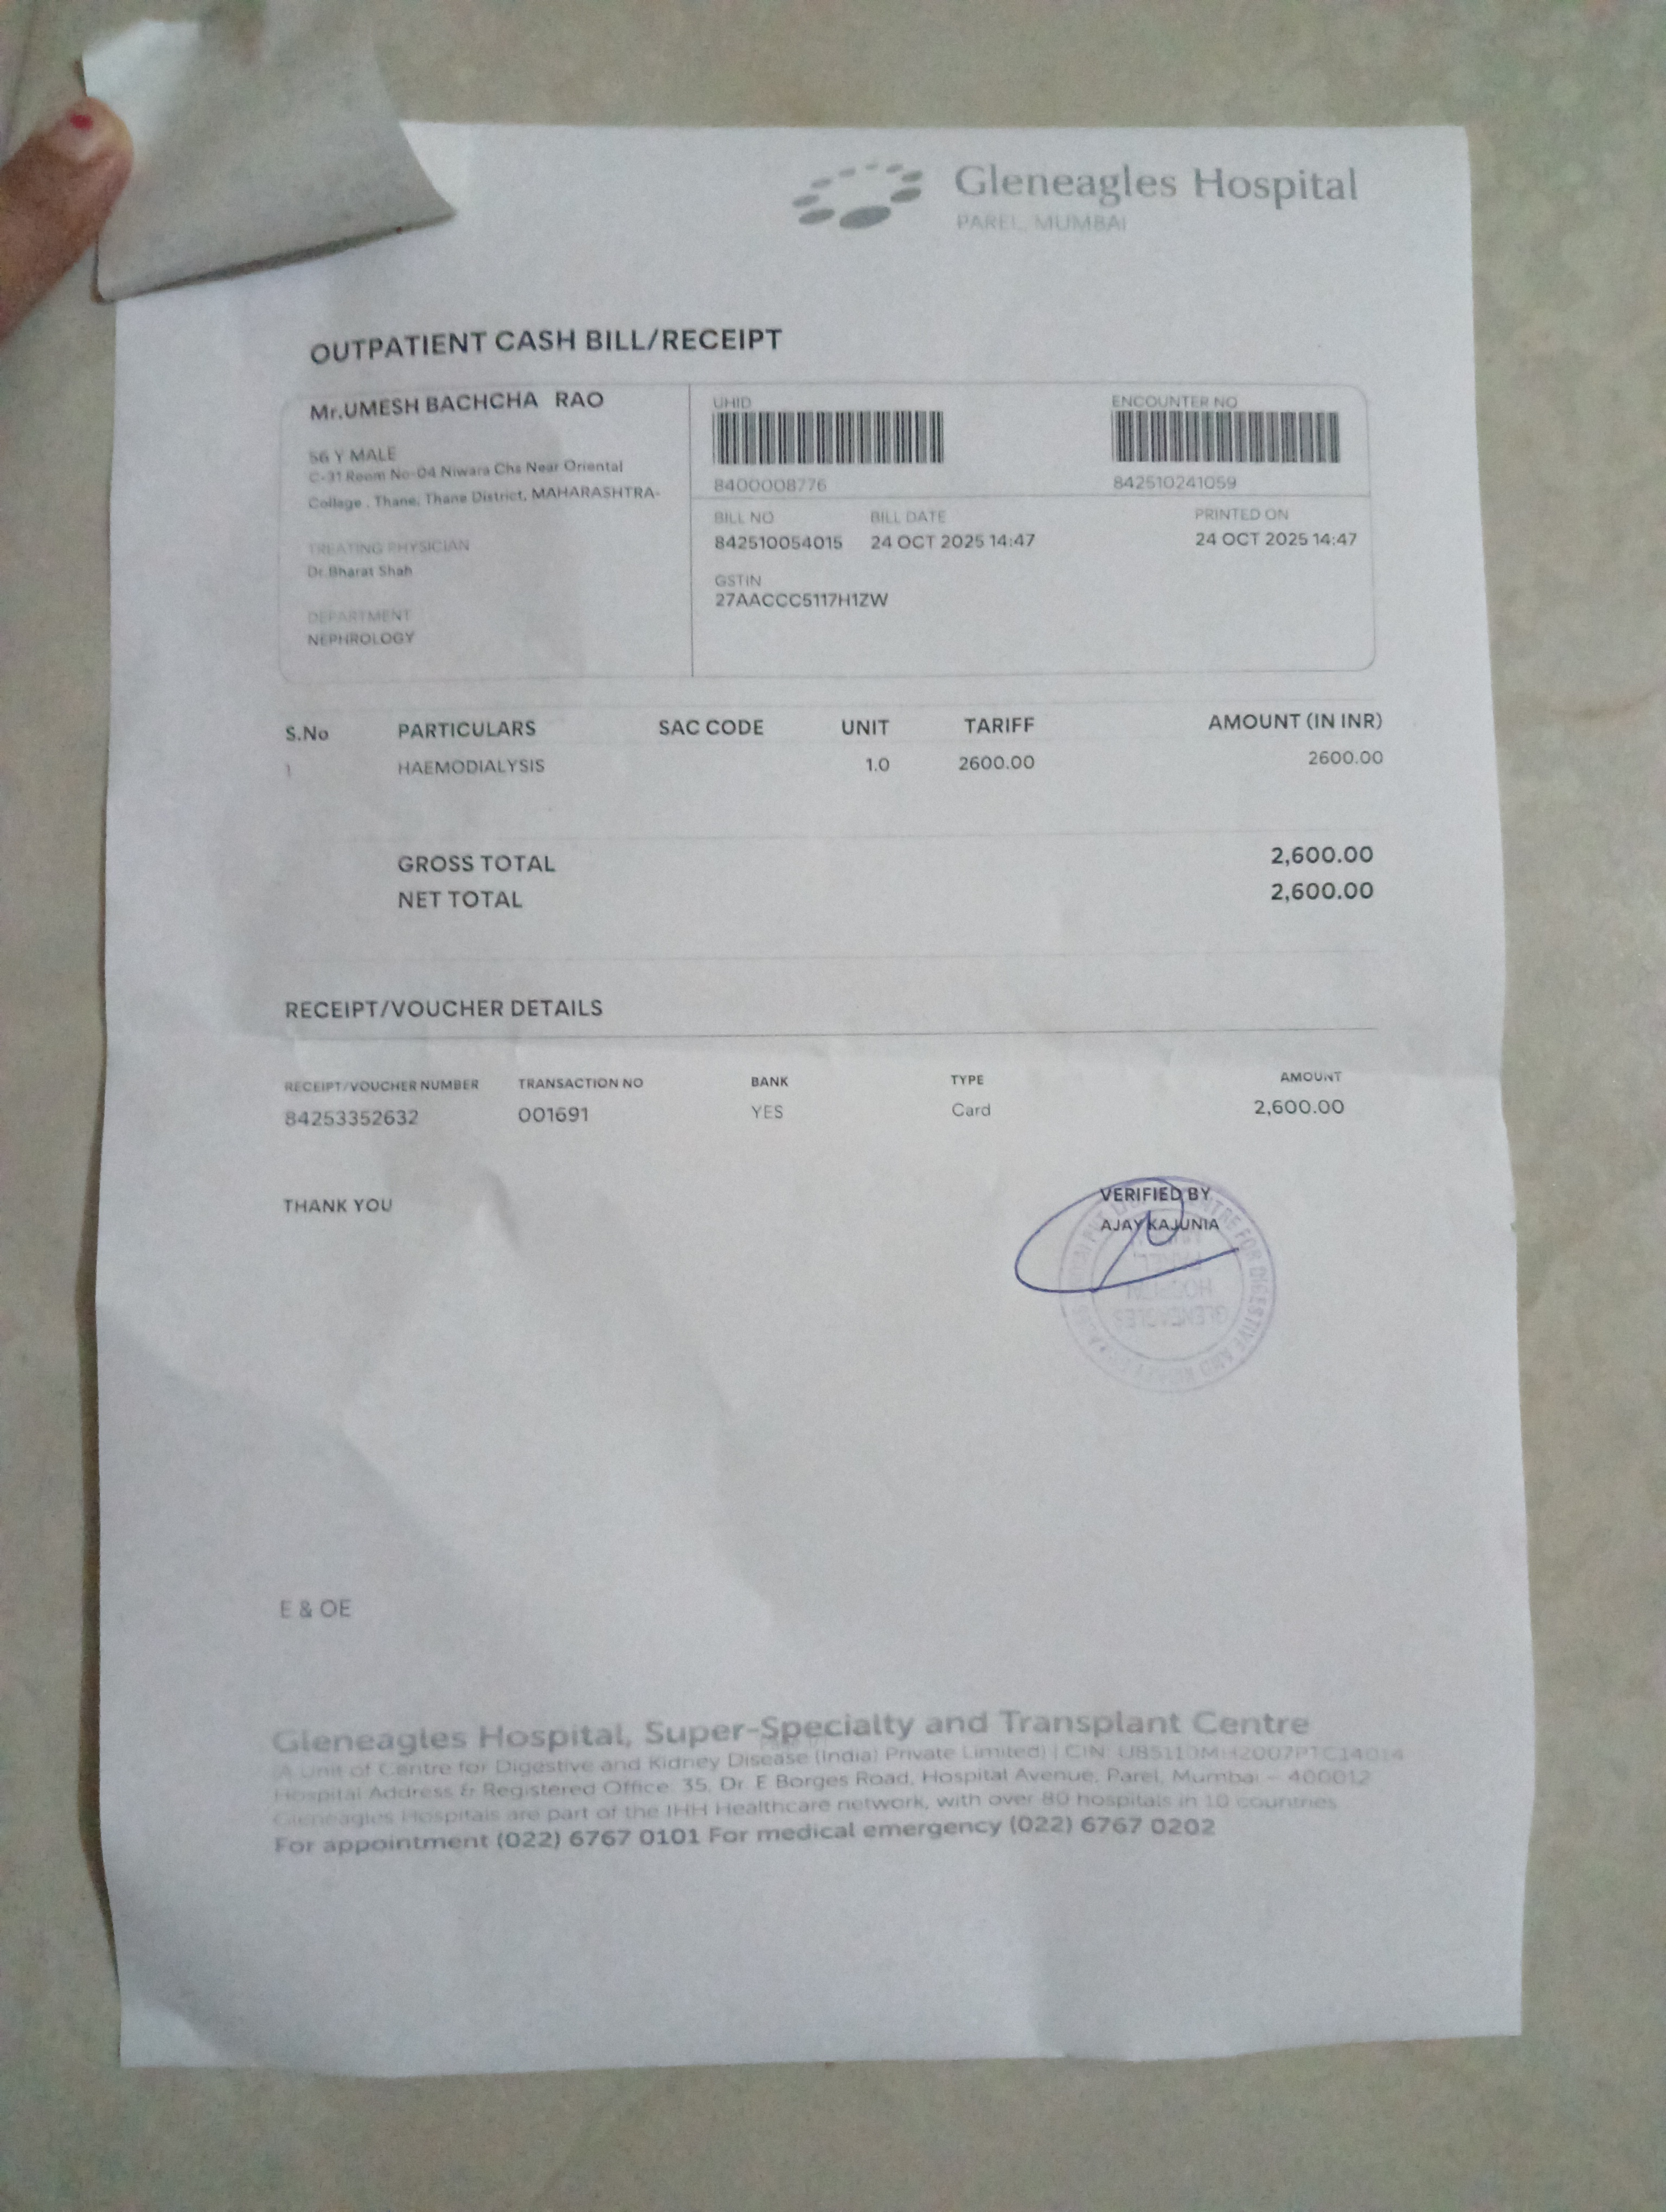 Gleneagles Hospital
PAREL, MUMBAI
OUTPATIENT CASH BILL/RECEIPT
Mr.UMESH BACHCHA RAO
56 Y MALE
C-31 Room No-04 Niwara Chs Near Oriental
Collage , Thane, Thane District, MAHARASHTRA-
TREATING PHYSICIAN
Dr.Bharat Shah
DEPARTMENT
NEPHROLOGY
UHID
8400008776
ENCOUNTER NO
842510241059
BILL NO BILL DATE PRINTED ON
842510054015 24 OCT 2025 14:47 24 OCT 2025 14:47
GSTIN
27AACCC5117H1ZW
S.No PARTICULARS SAC CODE UNIT TARIFF AMOUNT (IN INR)
1 HAEMODIALYSIS 1.0 2600.00 2600.00
GROSS TOTAL 2,600.00
NET TOTAL 2,600.00
RECEIPT/VOUCHER DETAILS
RECEIPT/VOUCHER NUMBER TRANSACTION NO BANK TYPE AMOUNT
84253352632 001691 YES Card 2,600.00
THANK YOU
VERIFIED BY
AJAY KAJUNIA
GLENEAGLES
HOSPITAL
CENTRE FOR DIGESTIVE AND
E & OE
Gleneagles Hospital, Super-Specialty and Transplant Centre
(A Unit of Centre for Digestive and Kidney Disease (India) Private Limited) | CIN:
Hospital Address & Registered Office: 35, Dr. E Borges Road, Hospital Avenue, Parel, Mumbai - 400012
Gleneagles Hospitals are part of the IHH Healthcare network, with over 80 hospitals in 10 countries
For appointment (022) 6767 0101 For medical emergency (022) 6767 0202